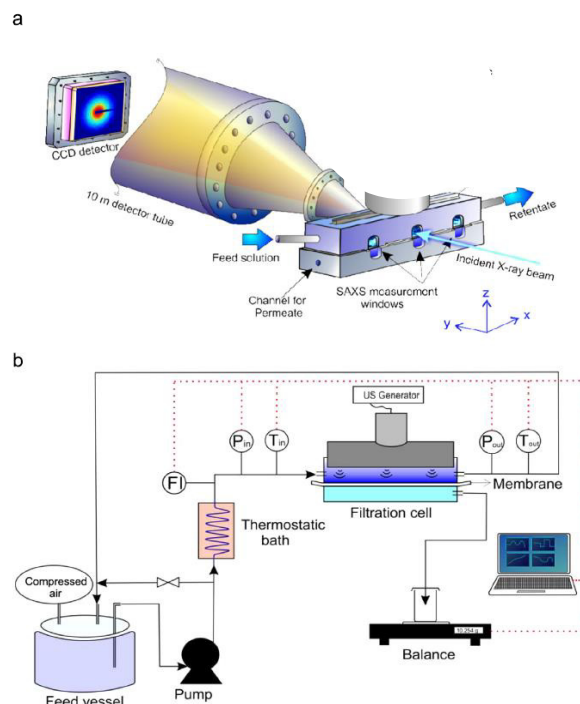 a
CCD detector
10 m detector tube
Feed solution
Retentate
Incident X-ray beam
SAXS measurement
windows
Channel for
Permeate
z
y
x
b
US Generator
Pin
Tin
Pout
Tout
FI
Membrane
Filtration cell
Thermostatic
bath
Compressed
air
Balance
Pump
Feed vessel